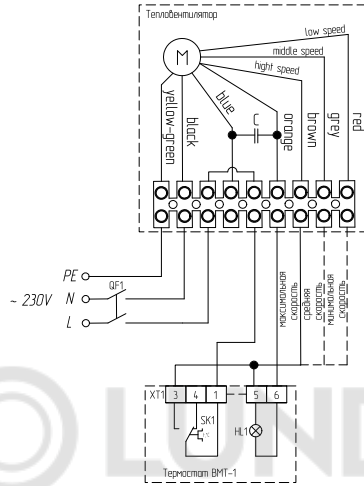 Тепловентилятор
low speed
middle speed
hight speed
M
yellow-green
black
blue
C
orange
brown
grey
red
PE
~ 230V
N
QF1
L
максимальная
скорость
средняя
скорость
минимальная
скорость
XT1
3
4
1
5
6
SK1
t°C
HL1
Термостат ВМТ-1
LUND